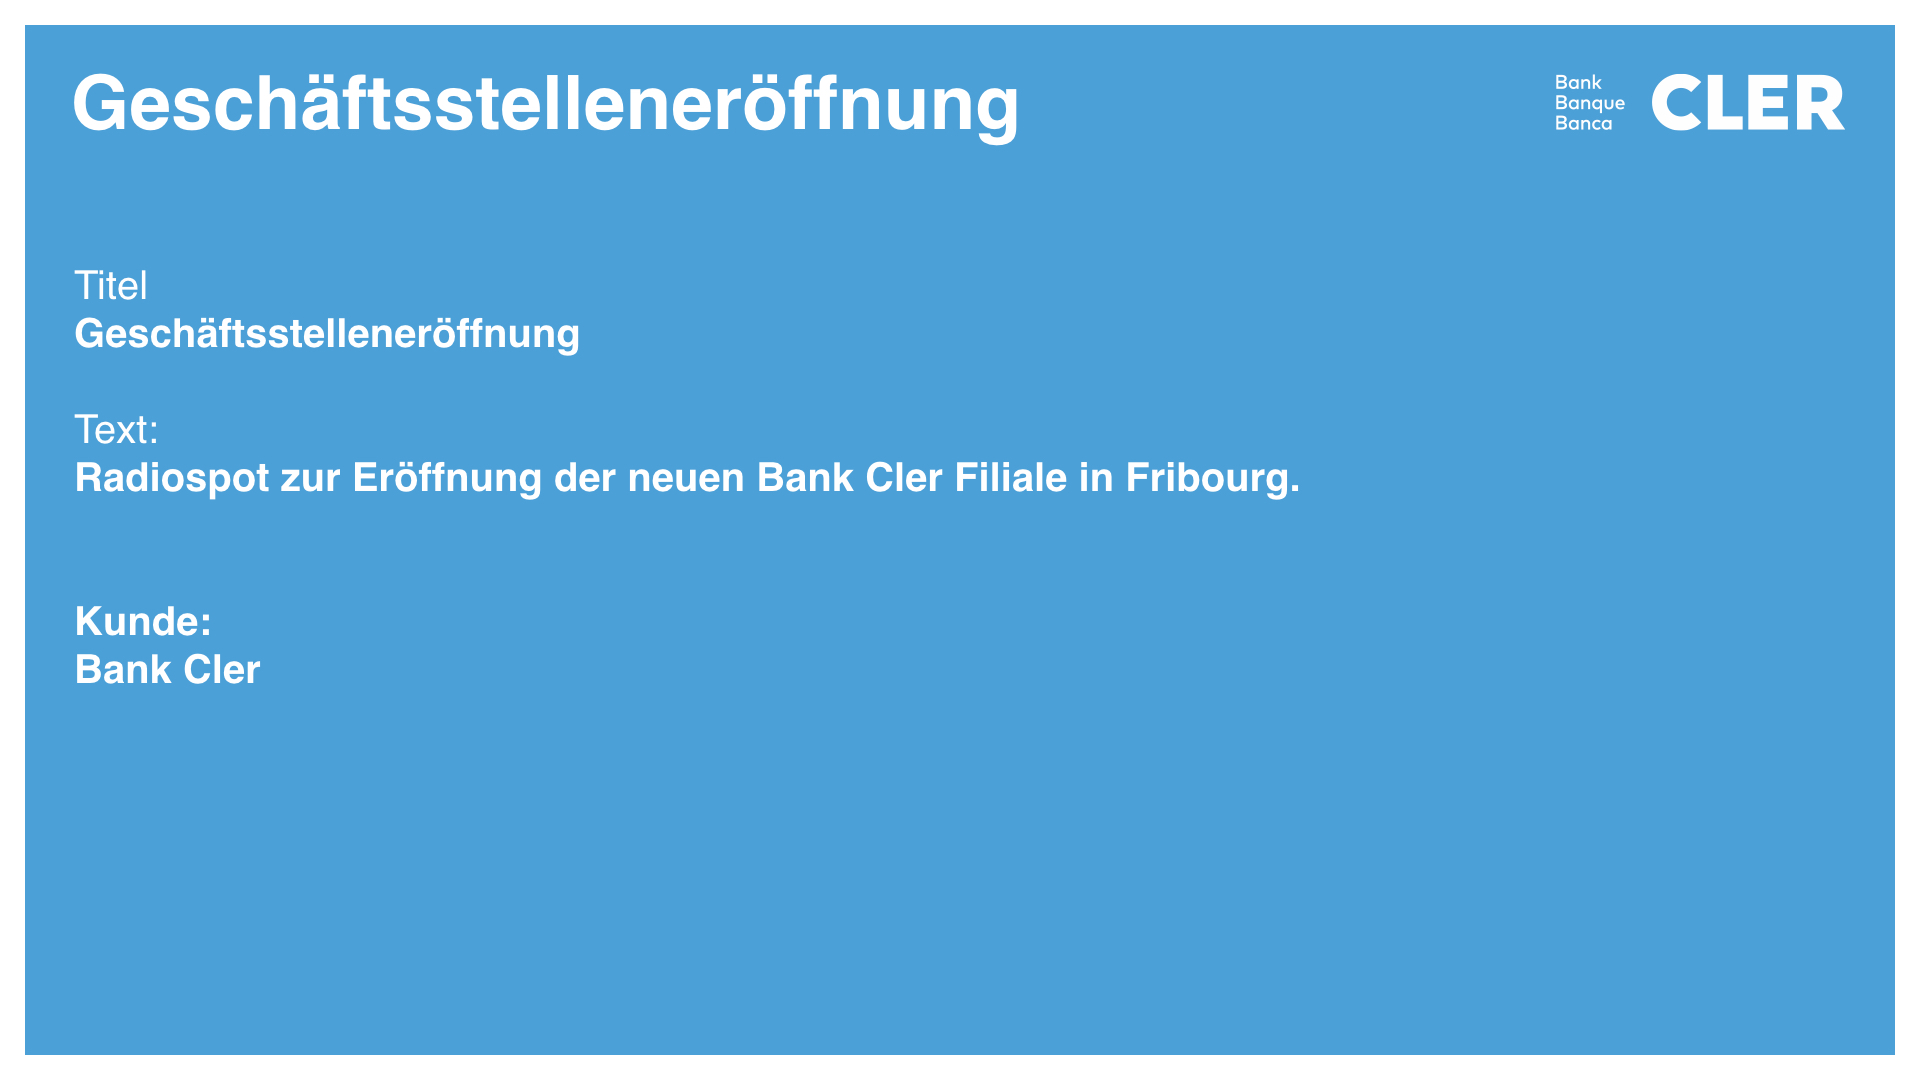 Geschäftsstelleneröffnung
Bank
Banque
Banca
CLER
Titel
Geschäftsstelleneröffnung
Text:
Radiospot zur Eröffnung der neuen Bank Cler Filiale in Fribourg.
Kunde:
Bank Cler